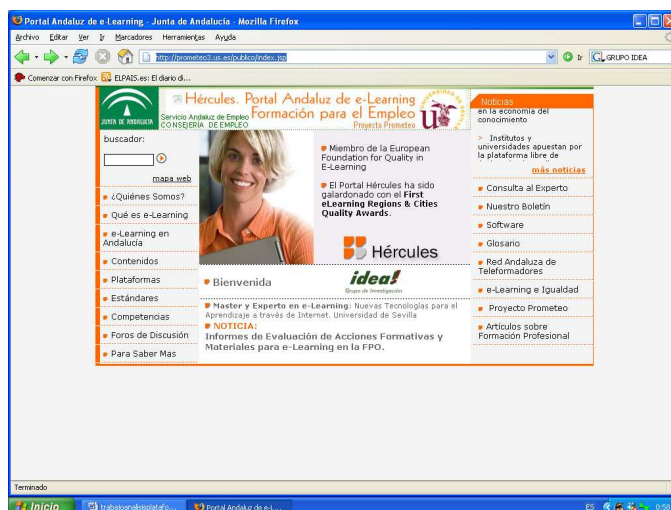 Portal Andaluz de e-Learning - Junta de Andalucía - Mozilla Firefox
Archivo Editar Ver Ir Marcadores Herramientas Ayuda
http://prometeo3.us.es/publico/index.jsp
Ir
GRUPO IDEA
Comenzar con Firefox
ELPAIS.es: El diario di...
JUNTA DE ANDALUCIA
Hércules. Portal Andaluz de e-Learning
Servicio Andaluz de Empleo
CONSEJERÍA DE EMPLEO
Formación para el Empleo
Proyecto Prometeo
buscador:
mapa web
¿Quiénes Somos?
Qué es e-Learning
e-Learning en
Andalucía
Contenidos
Plataformas
Estándares
Competencias
Foros de Discusión
Para Saber Mas
Miembro de la European
Foundation for Quality in
E-Learning
El Portal Hércules ha sido
galardonado con el First
eLearning Regions & Cities
Quality Awards.
Hércules
Bienvenida
idea!
Grupo de Investigación
Master y Experto en e-Learning: Nuevas Tecnologías para el
Aprendizaje a través de Internet. Universidad de Sevilla
NOTICIA:
Informes de Evaluación de Acciones Formativas y
Materiales para e-Learning en la FPO.
Noticias
en la economía del
conocimiento
> Institutos y
universidades apuestan por
la plataforma libre de
más noticias
Consulta al Experto
Nuestro Boletín
Software
Glosario
Red Andaluza de
Teleformadores
e-Learning e Igualdad
Proyecto Prometeo
Artículos sobre
Formación Profesional
Terminado
Inicio
trabajoanalisisplatafo...
Portal Andaluz de e-L...
ES
0:58